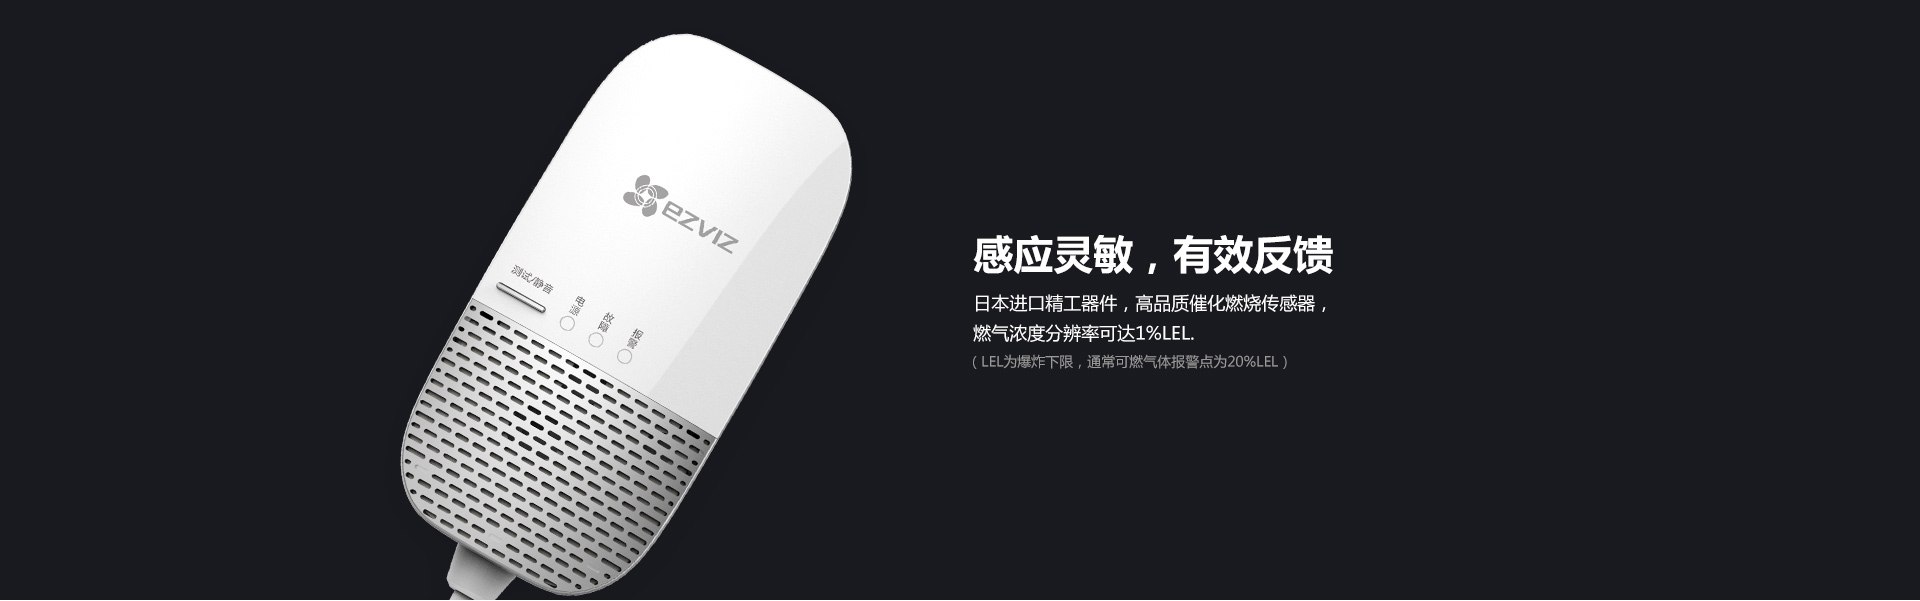 ezviz
测试/静音
电源
故障
报警
感应灵敏，有效反馈
日本进口精工器件，高品质催化燃烧传感器，
燃气浓度分辨率可达1%LEL.
（LEL为爆炸下限，通常可燃气体报警点为20%LEL）